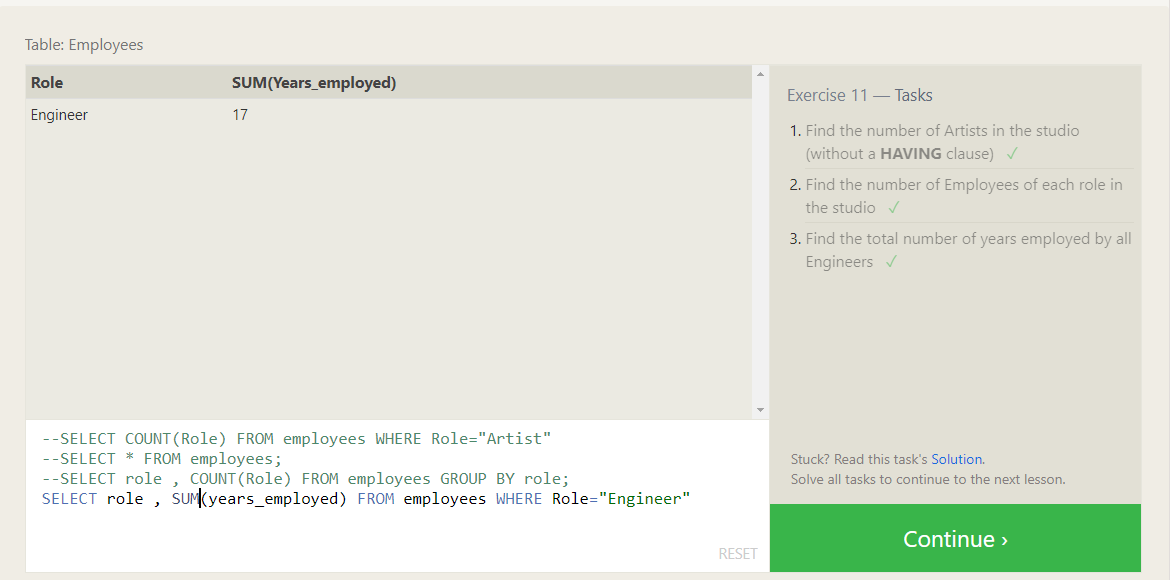 Table: Employees
Role SUM(Years_employed)
Engineer 17
--SELECT COUNT(Role) FROM employees WHERE Role="Artist"
--SELECT * FROM employees;
--SELECT role , COUNT(Role) FROM employees GROUP BY role;
SELECT role , SUM(years_employed) FROM employees WHERE Role="Engineer"
RESET
Exercise 11 — Tasks
1. Find the number of Artists in the studio
(without a HAVING clause) ✓
2. Find the number of Employees of each role in
the studio ✓
3. Find the total number of years employed by all
Engineers ✓
Stuck? Read this task's Solution.
Solve all tasks to continue to the next lesson.
Continue ›